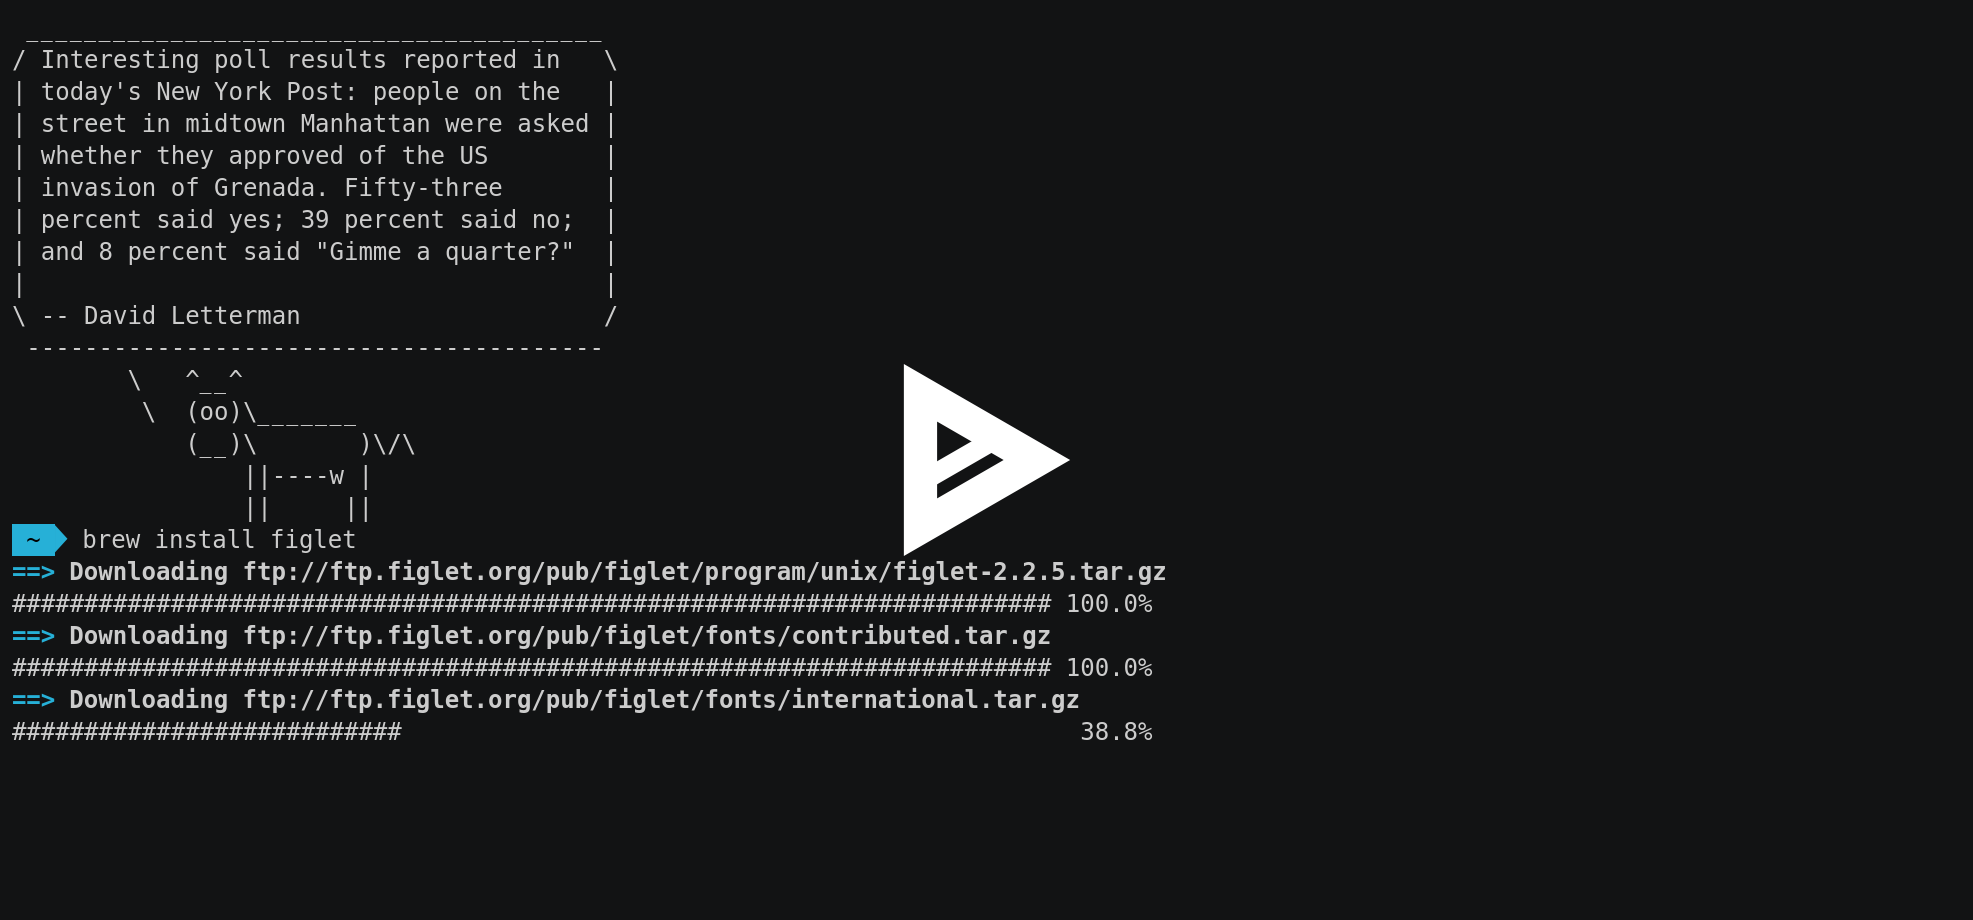 ________________________________________
/ Interesting poll results reported in   \
| today's New York Post: people on the   |
| street in midtown Manhattan were asked |
| whether they approved of the US        |
| invasion of Grenada. Fifty-three       |
| percent said yes; 39 percent said no;  |
| and 8 percent said "Gimme a quarter?"  |
|                                        |
\ -- David Letterman                     /
 ----------------------------------------
        \   ^__^
         \  (oo)\_______
            (__)\       )\/\
                ||----w |
                ||     ||
~ brew install figlet
==> Downloading ftp://ftp.figlet.org/pub/figlet/program/unix/figlet-2.2.5.tar.gz
######################################################################## 100.0%
==> Downloading ftp://ftp.figlet.org/pub/figlet/fonts/contributed.tar.gz
######################################################################## 100.0%
==> Downloading ftp://ftp.figlet.org/pub/figlet/fonts/international.tar.gz
###########################                                               38.8%